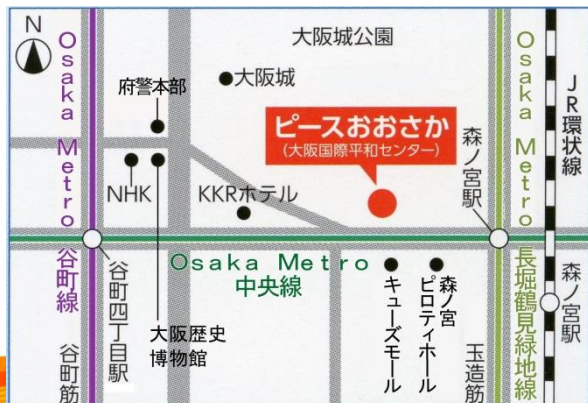 N
大阪城公園
Osaka Metro 谷町線
府警本部
大阪城
ピースおおさか
(大阪国際平和センター)
森ノ宮駅
Osaka Metro 長堀鶴見緑地線
JR環状線
NHK
KKRホテル
Osaka Metro
中央線
谷町四丁目駅
大阪歴史
博物館
キューズモール
森ノ宮
ピロティホール
森ノ宮駅
谷町筋
玉造筋